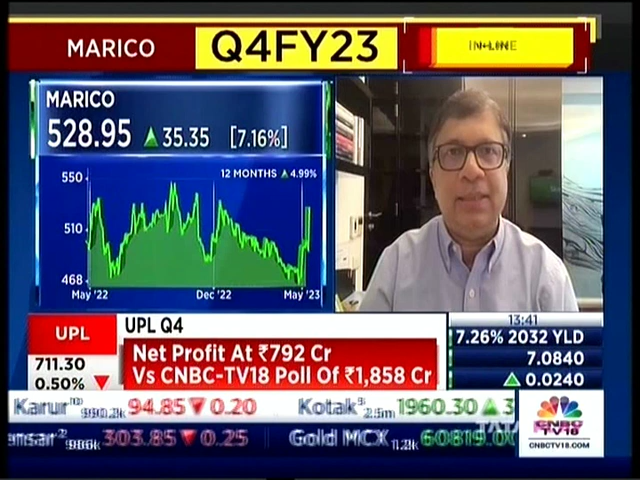 MARICO Q4FY23 IN-LINE
MARICO
528.95 ▲ 35.35 [7.16%]
12 MONTHS ▲ 4.99%
550
510
468
May '22 Dec '22 May '23
UPL
711.30
0.50% ▼
UPL Q4
Net Profit At ₹792 Cr
Vs CNBC-TV18 Poll Of ₹1,858 Cr
13:41
7.26% 2032 YLD
7.0840
▲ 0.0240
Karur 94.85 ▼ 0.20 Kotak 2.5m 1960.30 ▲ 3
303.85 ▼ 0.25 Gold MCX
CNBC
TV18
CNBCTV18.COM